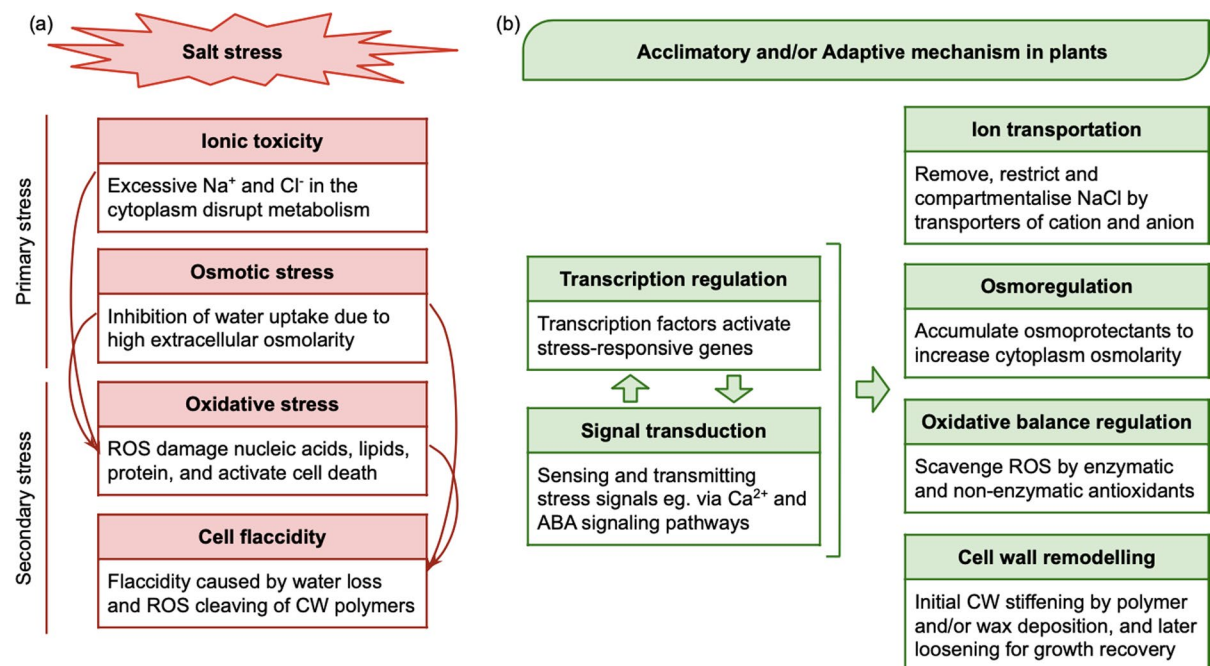 (a)
Salt stress
Primary stress
Ionic toxicity
Excessive Na⁺ and Cl⁻ in the
cytoplasm disrupt metabolism
Osmotic stress
Inhibition of water uptake due to
high extracellular osmolarity
Secondary stress
Oxidative stress
ROS damage nucleic acids, lipids,
protein, and activate cell death
Cell flaccidity
Flaccidity caused by water loss
and ROS cleaving of CW polymers
(b)
Acclimatory and/or Adaptive mechanism in plants
Transcription regulation
Transcription factors activate
stress-responsive genes
Signal transduction
Sensing and transmitting
stress signals eg. via Ca²⁺ and
ABA signaling pathways
Ion transportation
Remove, restrict and
compartmentalise NaCl by
transporters of cation and anion
Osmoregulation
Accumulate osmoprotectants to
increase cytoplasm osmolarity
Oxidative balance regulation
Scavenge ROS by enzymatic
and non-enzymatic antioxidants
Cell wall remodelling
Initial CW stiffening by polymer
and/or wax deposition, and later
loosening for growth recovery